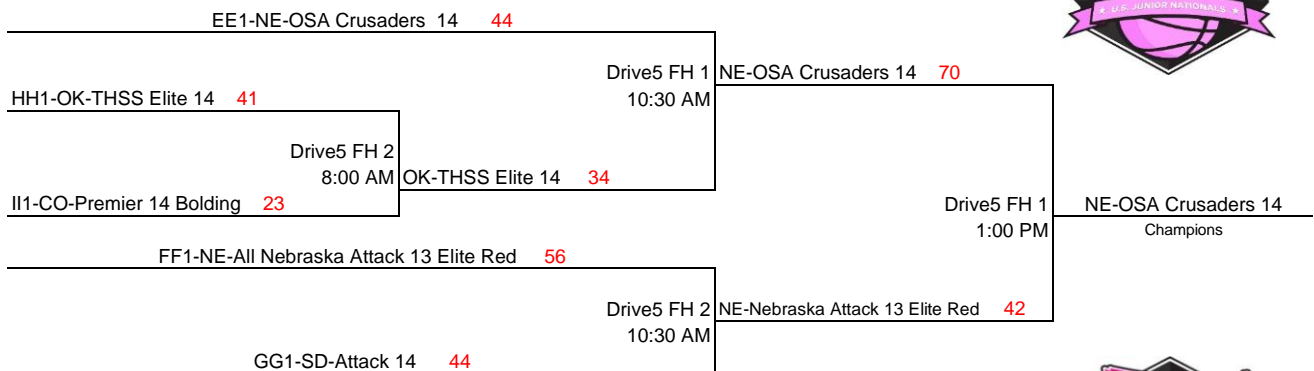 EE1-NE-OSA Crusaders 14 44
U.S. JUNIOR NATIONALS
Drive5 FH 1 NE-OSA Crusaders 14 70
HH1-OK-THSS Elite 14 41
10:30 AM
Drive5 FH 2
8:00 AM OK-THSS Elite 14 34
II1-CO-Premier 14 Bolding 23
Drive5 FH 1 NE-OSA Crusaders 14
1:00 PM Champions
FF1-NE-All Nebraska Attack 13 Elite Red 56
Drive5 FH 2 NE-Nebraska Attack 13 Elite Red 42
10:30 AM
GG1-SD-Attack 14 44